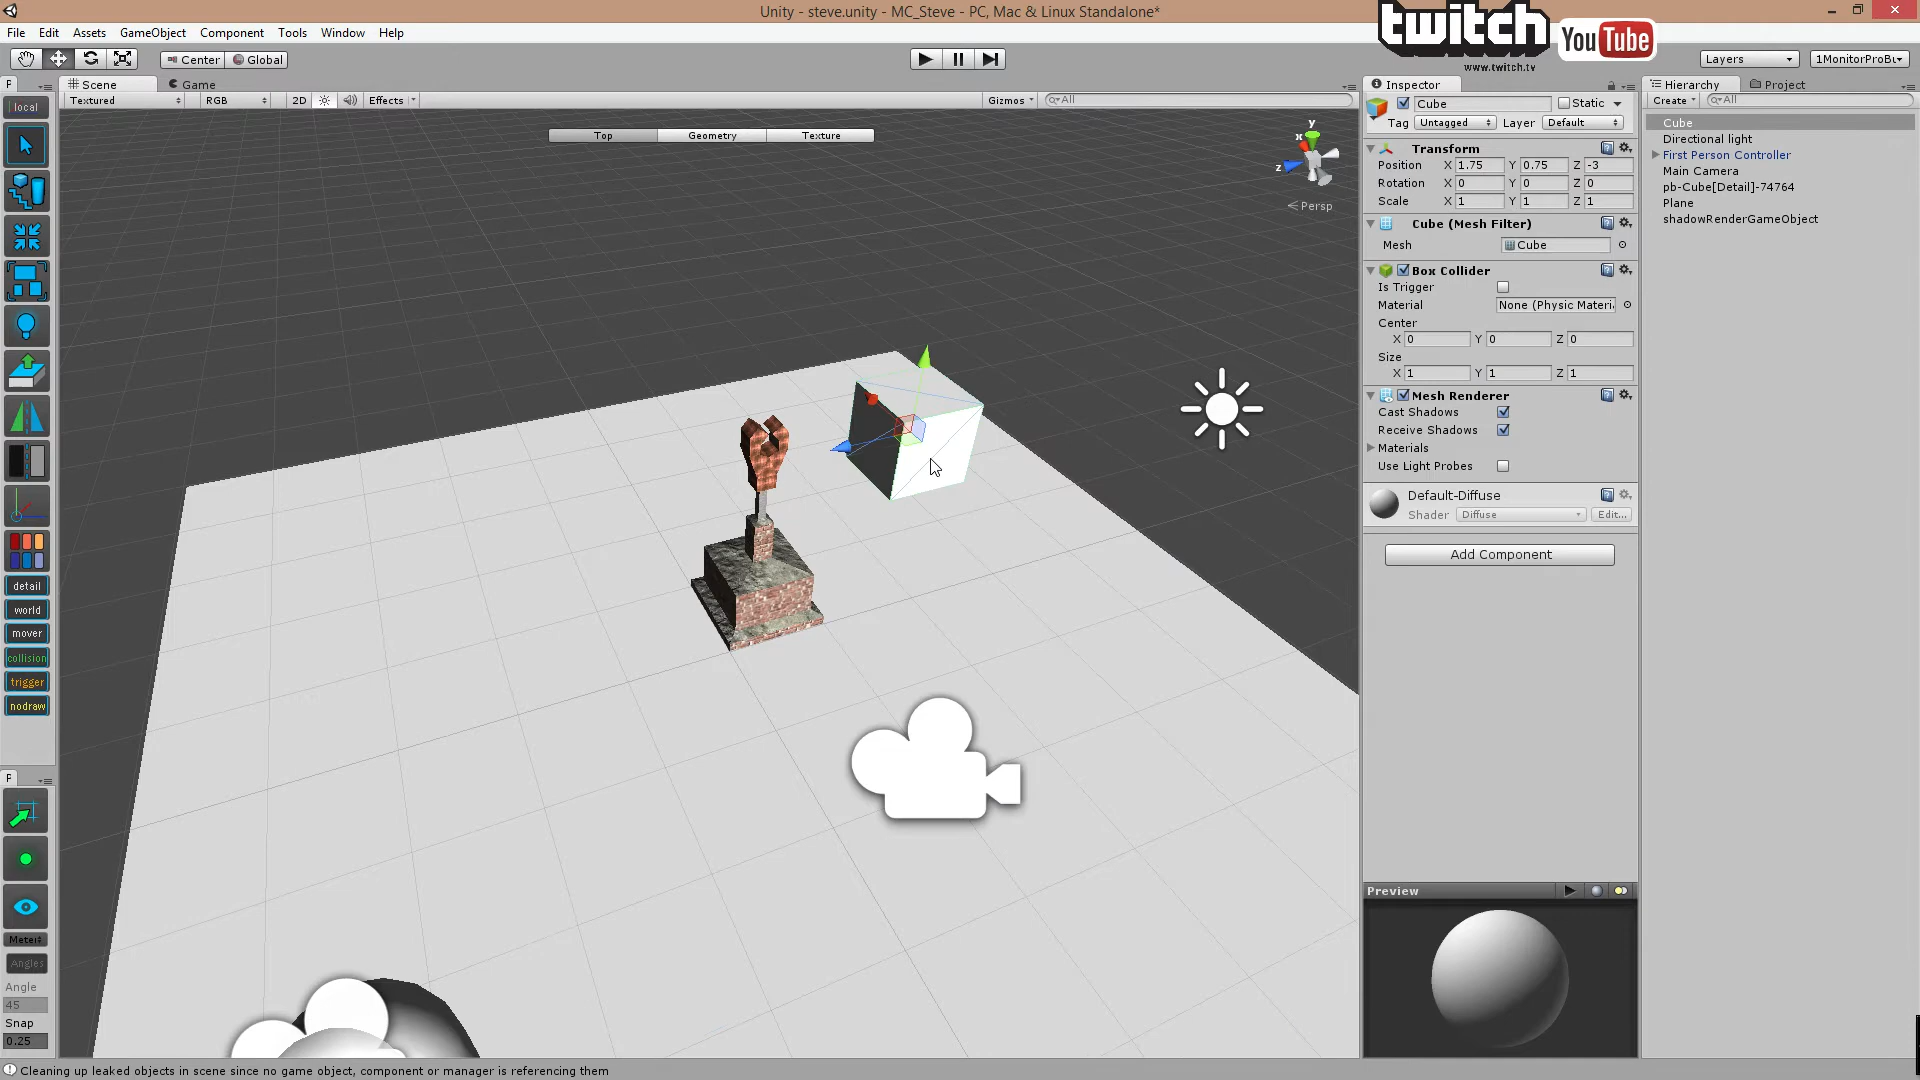 Unity - steve.unity - MC_Steve - PC, Mac & Linux Standalone*
File Edit Assets GameObject Component Tools Window Help
twitch
www.twitch.tv
YouTube
Center Global
Layers 1MonitorProBu
P
Scene Game
Textured RGB 2D Effects Gizmos All
Top Geometry Texture
y
x
z
Persp
local
detail
world
mover
collision
trigger
nodraw
P
Meter
Angles
Angle
45
Snap
0.25
Inspector
Cube Static
Tag Untagged Layer Default
Transform
Position X 1.75 Y 0.75 Z -3
Rotation X 0 Y 0 Z 0
Scale X 1 Y 1 Z 1
Cube (Mesh Filter)
Mesh Cube
Box Collider
Is Trigger
Material None (Physic Materi
Center
X 0 Y 0 Z 0
Size
X 1 Y 1 Z 1
Mesh Renderer
Cast Shadows
Receive Shadows
Materials
Use Light Probes
Default-Diffuse
Shader Diffuse Edit...
Add Component
Preview
Hierarchy Project
Create All
Cube
Directional light
First Person Controller
Main Camera
pb-Cube[Detail]-74764
Plane
shadowRenderGameObject
Cleaning up leaked objects in scene since no game object, component or manager is referencing them